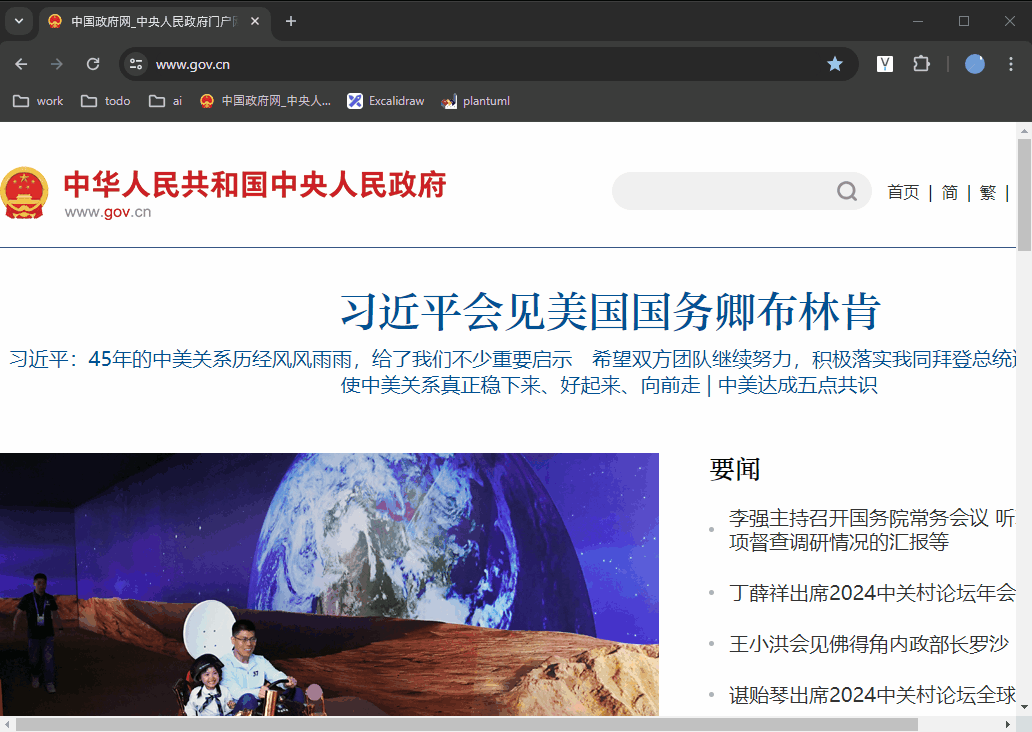 中国政府网_中央人民政府门户
www.gov.cn
work
todo
ai
中国政府网_中央人...
Excalidraw
plantuml
中华人民共和国中央人民政府
www.gov.cn
首页 | 简 | 繁 |
习近平会见美国国务卿布林肯
习近平：45年的中美关系历经风风雨雨，给了我们不少重要启示 希望双方团队继续努力，积极落实我同拜登总统
使中美关系真正稳下来、好起来、向前走 | 中美达成五点共识
要闻
李强主持召开国务院常务会议 听
项督查调研情况的汇报等
丁薛祥出席2024中关村论坛年会
王小洪会见佛得角内政部长罗沙
谌贻琴出席2024中关村论坛全球